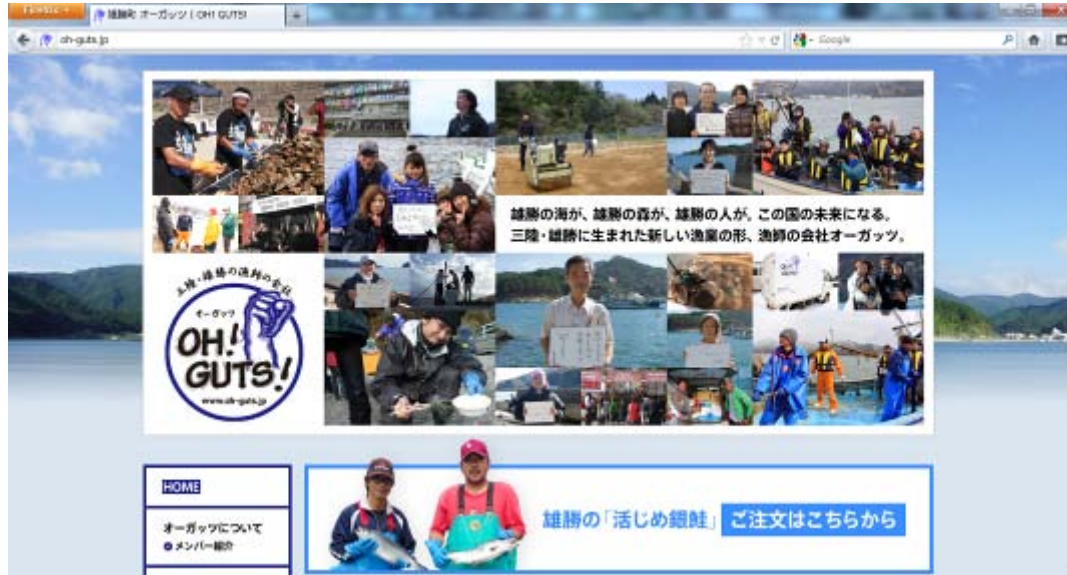 Firefox
雄勝町 オーガッツ | OH! GUTS!
oh-guts.jp
Google
雄勝の海が、雄勝の森が、雄勝の人が。この国の未来になる。
三陸・雄勝に生まれた新しい漁業の形、漁師の会社オーガッツ。
三陸・雄勝の漁師の会社
オーガッツ
OH!
GUTS!
www.oh-guts.jp
HOME
オーガッツについて
メンバー紹介
雄勝の「活じめ銀鮭」 ご注文はこちらから